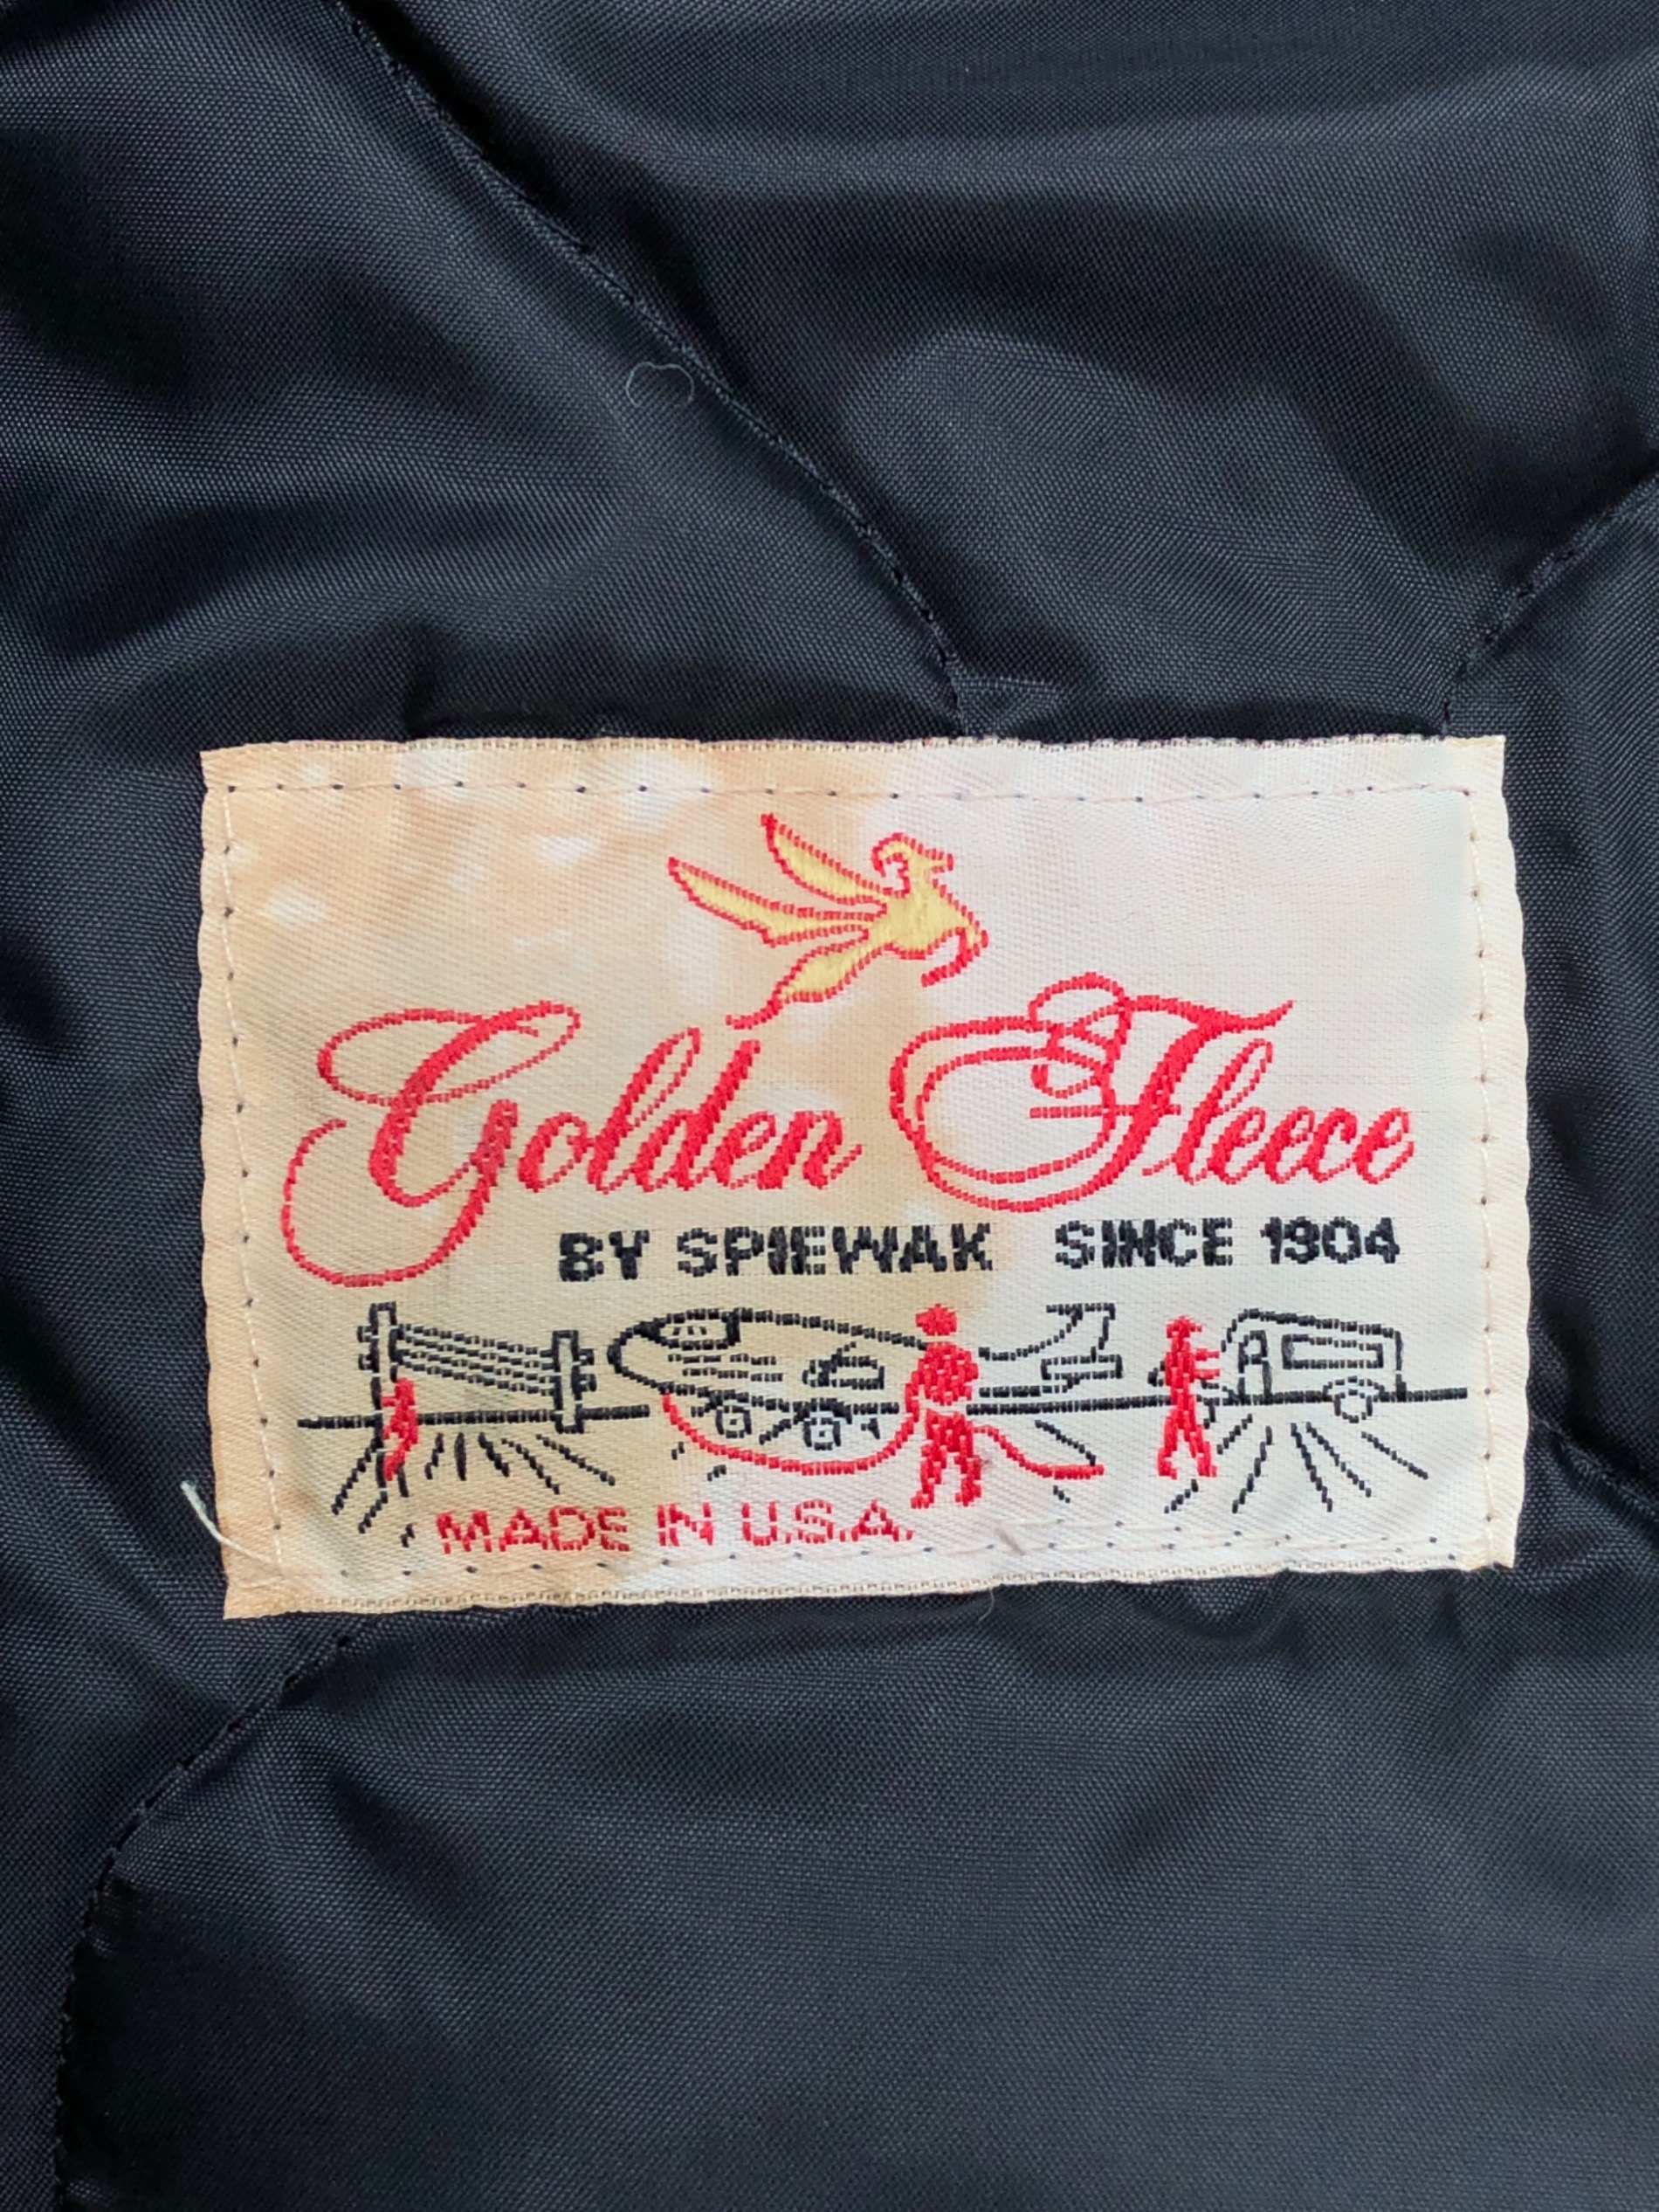 Golden Fleece
BY SPIEWAK SINCE 1904
MADE IN U.S.A.